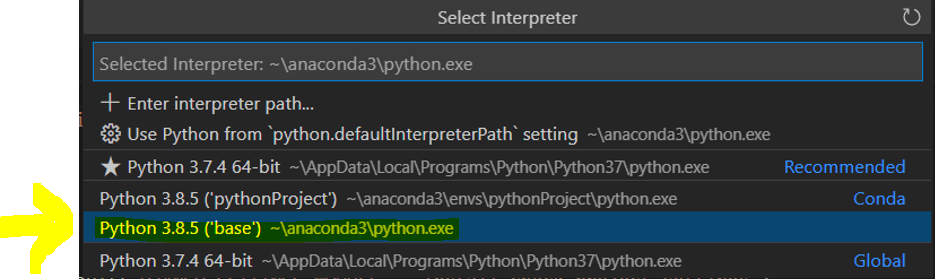 Select Interpreter
Selected Interpreter: ~\anaconda3\python.exe
Enter interpreter path...
Use Python from `python.defaultInterpreterPath` setting ~\anaconda3\python.exe
Python 3.7.4 64-bit ~\AppData\Local\Programs\Python\Python37\python.exe Recommended
Python 3.8.5 ('pythonProject') ~\anaconda3\envs\pythonProject\python.exe Conda
Python 3.8.5 ('base') ~\anaconda3\python.exe
Python 3.7.4 64-bit ~\AppData\Local\Programs\Python\Python37\python.exe Global